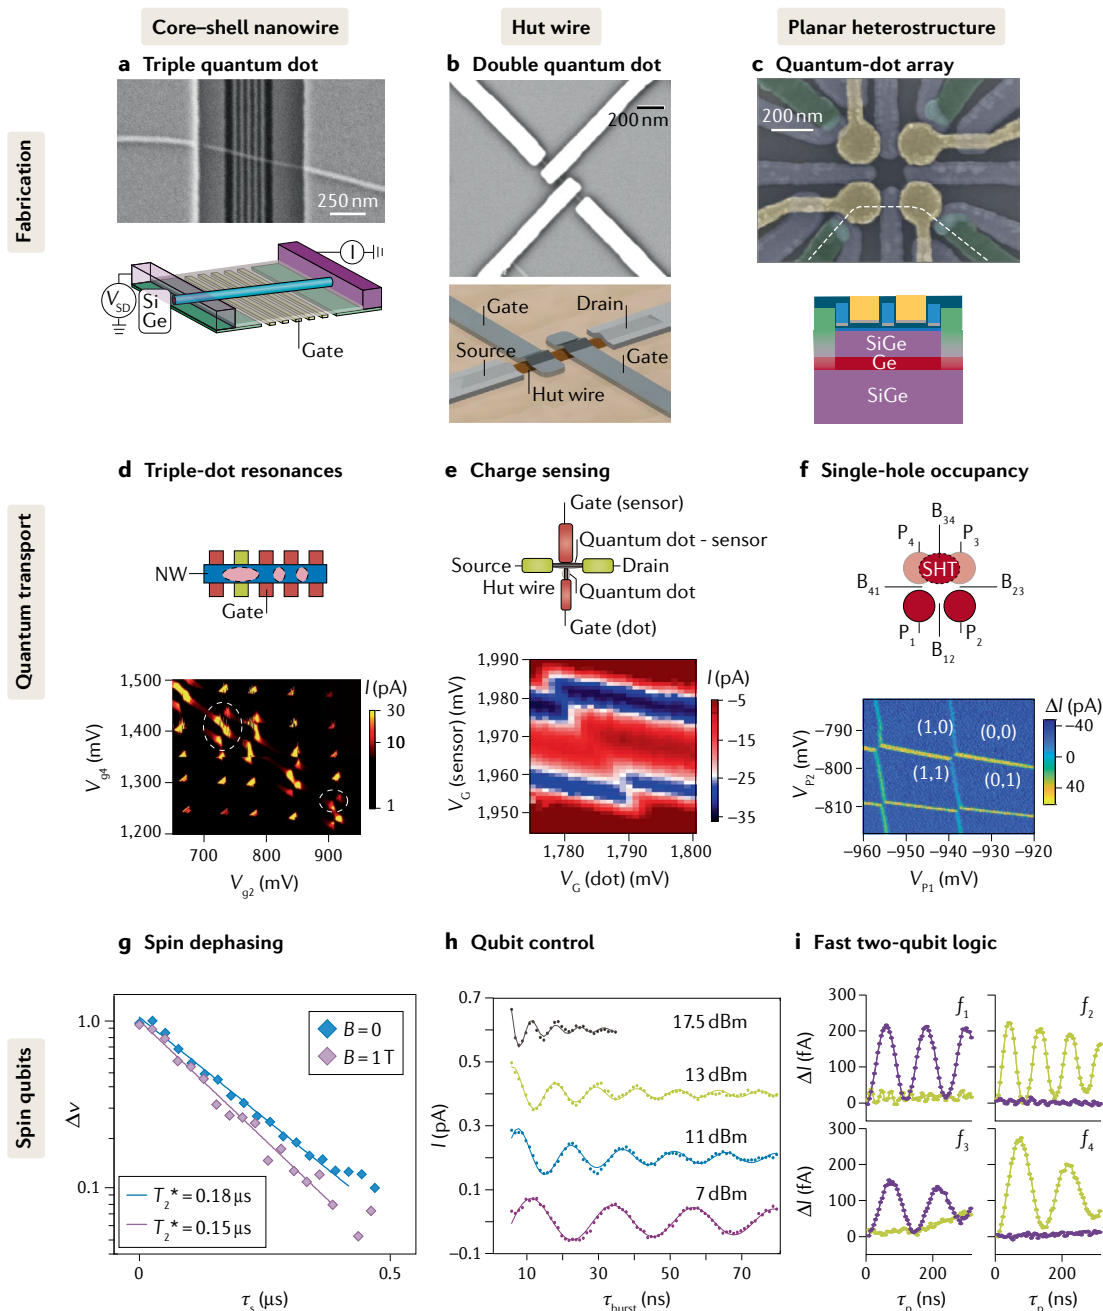 Core–shell nanowire
Hut wire
Planar heterostructure
Fabrication
a Triple quantum dot
250 nm
V_SD
Si
Ge
I
Gate
b Double quantum dot
200 nm
Gate
Drain
Source
Gate
Hut wire
c Quantum-dot array
200 nm
SiGe
Ge
SiGe
Quantum transport
d Triple-dot resonances
NW
Gate
1,500
1,400
1,300
1,200
V_g4 (mV)
700 800 900
V_g2 (mV)
I (pA)
30
10
1
e Charge sensing
Gate (sensor)
Quantum dot - sensor
Source
Drain
Hut wire
Quantum dot
Gate (dot)
1,990
1,980
1,970
1,960
1,950
V_G (sensor) (mV)
1,780 1,790 1,800
V_G (dot) (mV)
I (pA)
−5
−15
−25
−35
f Single-hole occupancy
B_34
P_4 P_3
SHT
B_41 B_23
P_1 P_2
B_12
−790
−800
−810
V_P2 (mV)
(1,0) (0,0)
(1,1) (0,1)
−960 −950 −940 −930 −920
V_P1 (mV)
ΔI (pA)
−40
0
40
Spin qubits
g Spin dephasing
1.0
0.1
Δν
B = 0
B = 1 T
T_2* = 0.18 μs
T_2* = 0.15 μs
0 0.5
τ_s (μs)
h Qubit control
0.7
0.5
0.3
0.1
−0.1
I (pA)
17.5 dBm
13 dBm
11 dBm
7 dBm
10 30 50 70
τ_burst (ns)
i Fast two-qubit logic
300
200
100
0
ΔI (fA)
f_1
f_2
300
200
100
0
ΔI (fA)
f_3
f_4
0 200
τ_p (ns)
0 200
τ_p (ns)